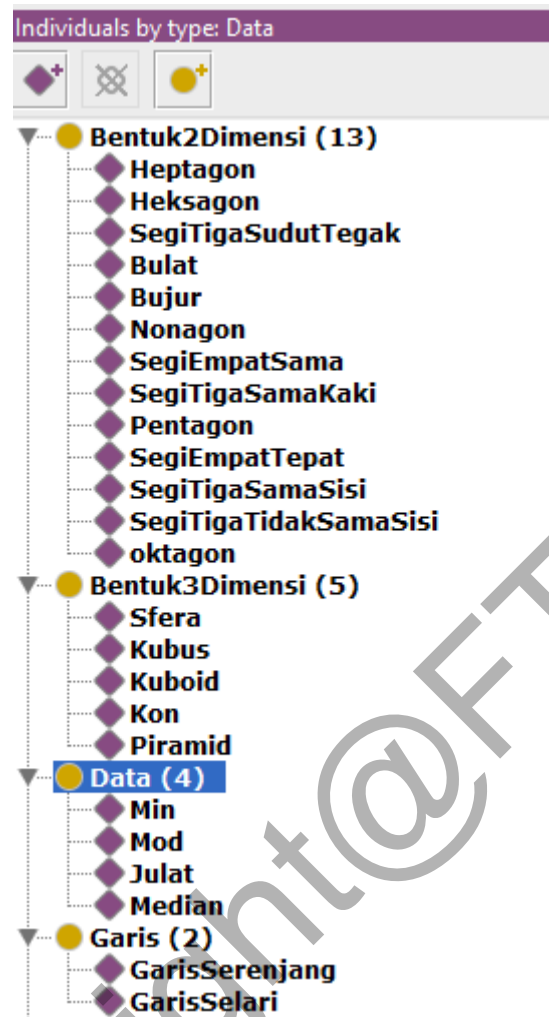 Individuals by type: Data
Bentuk2Dimensi (13)
Heptagon
Heksagon
SegiTigaSudutTegak
Bulat
Bujur
Nonagon
SegiEmpatSama
SegiTigaSamaKaki
Pentagon
SegiEmpatTepat
SegiTigaSamaSisi
SegiTigaTidakSamaSisi
oktagon
Bentuk3Dimensi (5)
Sfera
Kubus
Kuboid
Kon
Piramid
Data (4)
Min
Mod
Julat
Median
Garis (2)
GarisSerenjang
GarisSelari